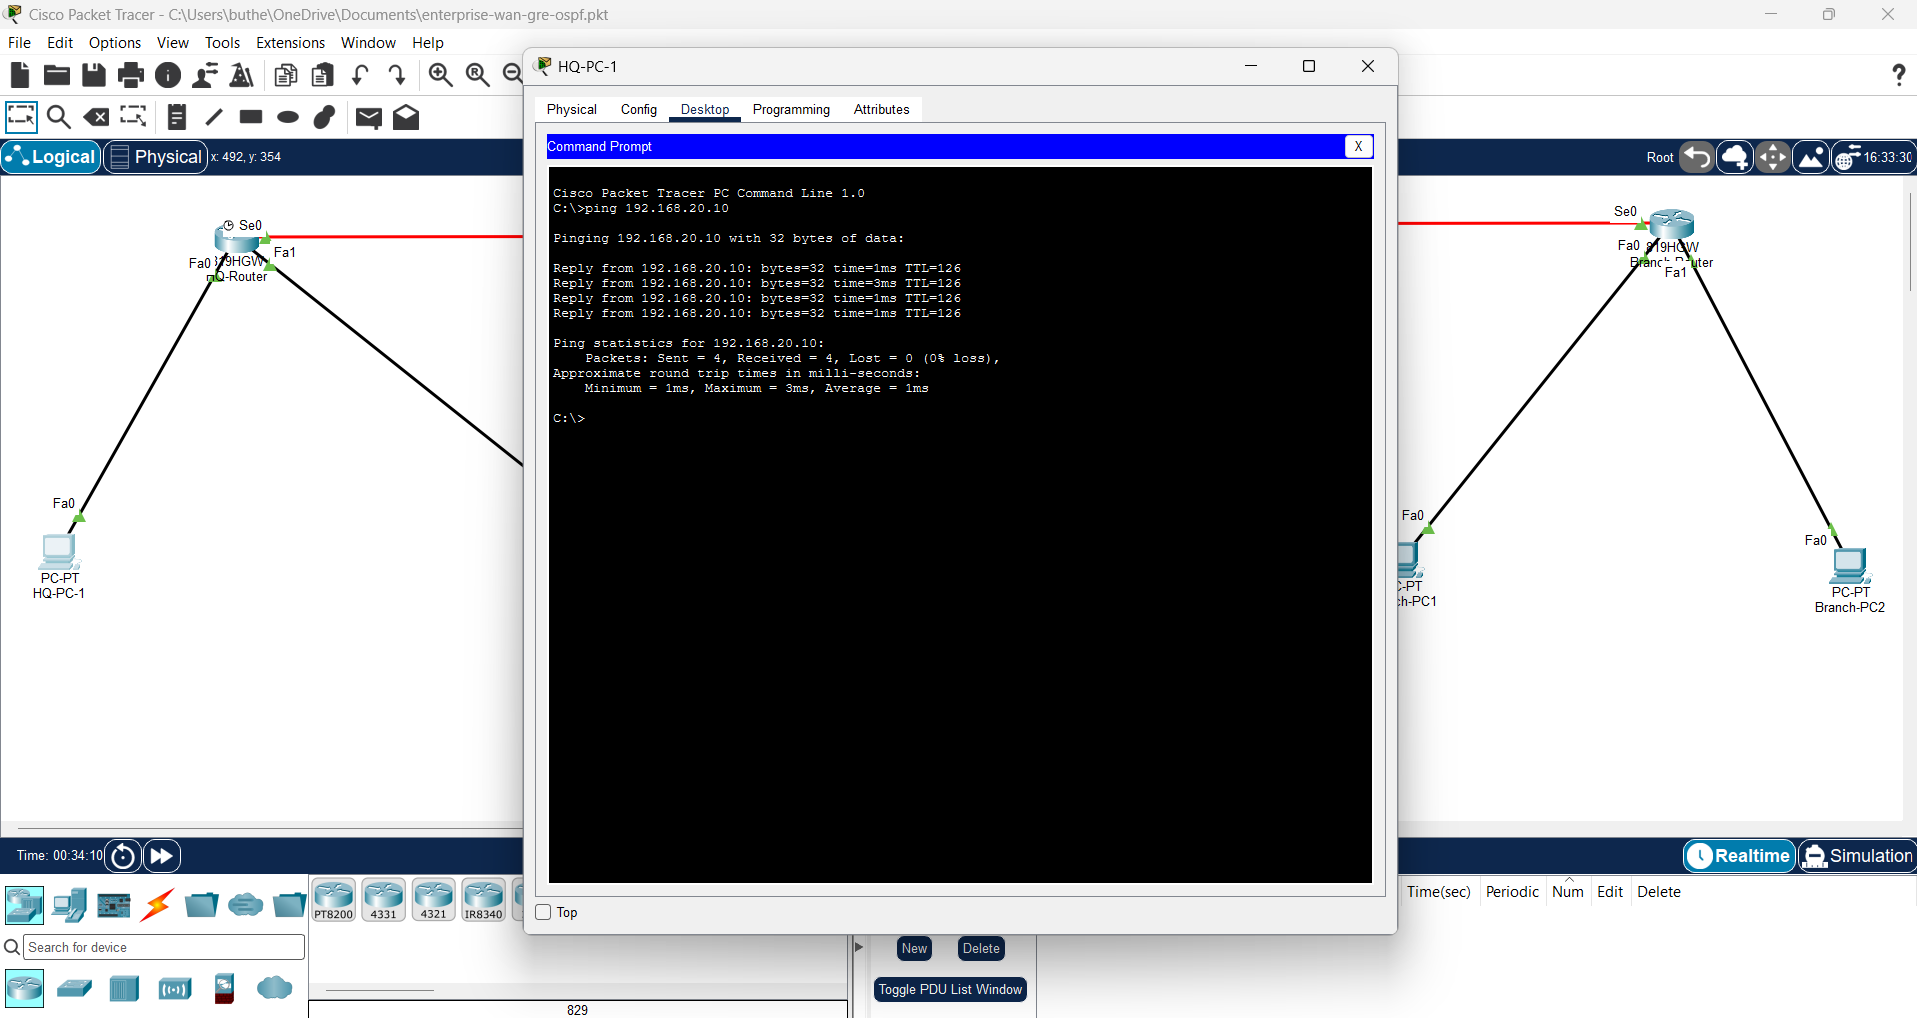 Cisco Packet Tracer - C:\Users\buthe\OneDrive\Documents\enterprise-wan-gre-ospf.pkt
File Edit Options View Tools Extensions Window Help
HQ-PC-1
Physical Config Desktop Programming Attributes
Command Prompt X
Logical Physical x: 492, y: 354
Root 16:33:30
Cisco Packet Tracer PC Command Line 1.0
C:\>ping 192.168.20.10
Pinging 192.168.20.10 with 32 bytes of data:
Reply from 192.168.20.10: bytes=32 time=1ms TTL=126
Reply from 192.168.20.10: bytes=32 time=3ms TTL=126
Reply from 192.168.20.10: bytes=32 time=1ms TTL=126
Reply from 192.168.20.10: bytes=32 time=1ms TTL=126
Ping statistics for 192.168.20.10:
Packets: Sent = 4, Received = 4, Lost = 0 (0% loss),
Approximate round trip times in milli-seconds:
Minimum = 1ms, Maximum = 3ms, Average = 1ms
C:\>
Top
Se0
Fa1
Fa0 19HGW
Q-Router
Fa0
PC-PT
HQ-PC-1
Se0
Fa0 19HGW
Fa1
Fa0
-PT
h-PC1
Fa0
PC-PT
Branch-PC2
Time: 00:34:10
Realtime Simulation
PT8200 4331 4321 IR8340
Search for device
829
New Delete
Toggle PDU List Window
Time(sec) Periodic Num Edit Delete